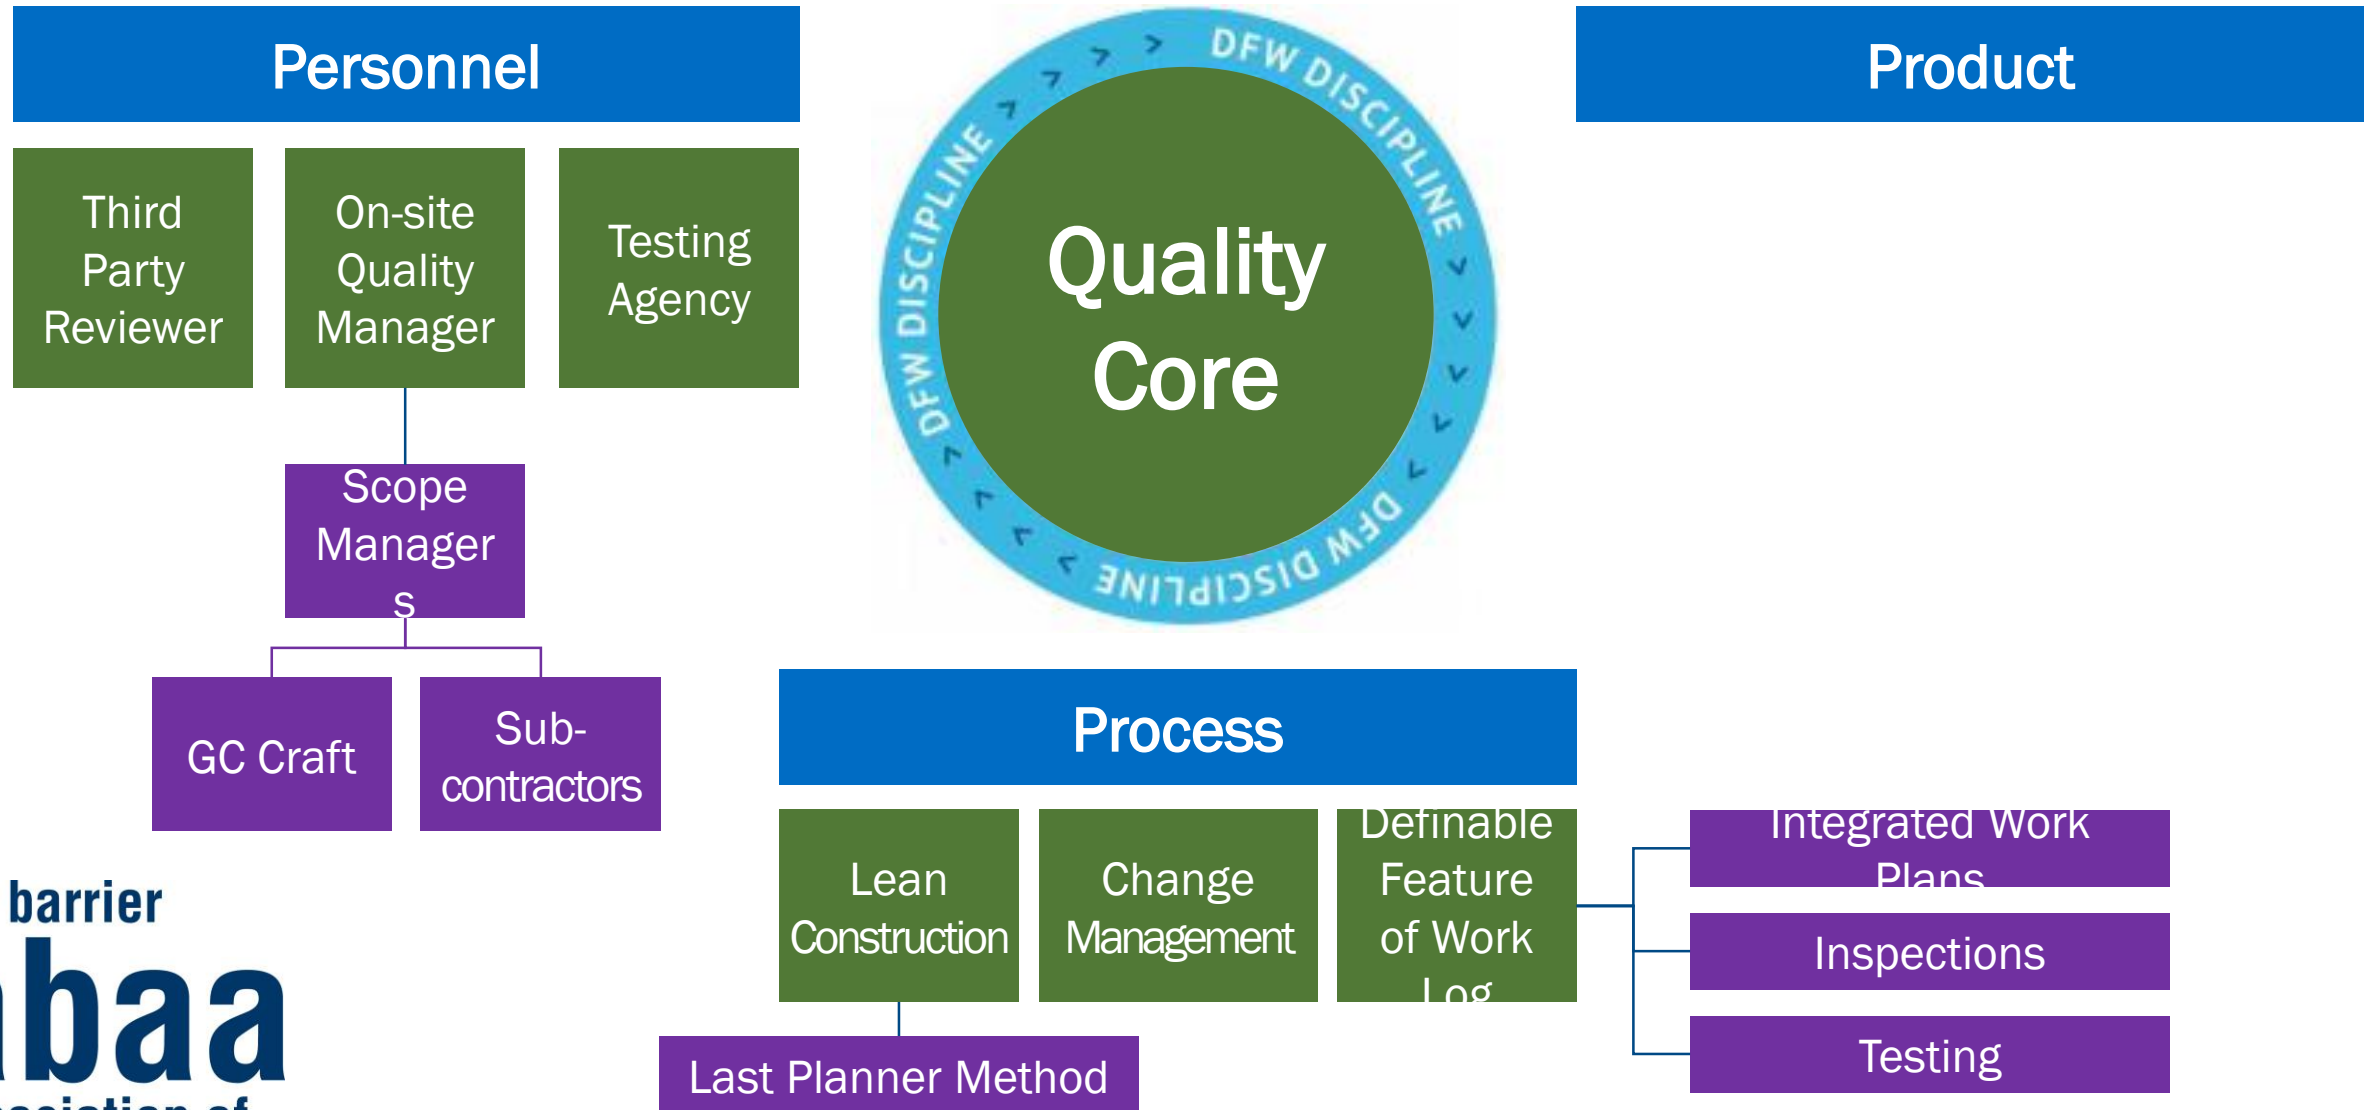 Personnel
Third
Party
Reviewer
On-site
Quality
Manager
Testing
Agency
Scope
Manager
s
GC Craft
Sub-
contractors
DFW DISCIPLINE > > > > >
DFW DISCIPLINE > > > > >
DFW DISCIPLINE > > > > >
Quality
Core
Product
Process
Lean
Construction
Change
Management
Definable
Feature
of Work
Log
Last Planner Method
Integrated Work
Plans
Inspections
Testing
barrier
abaa